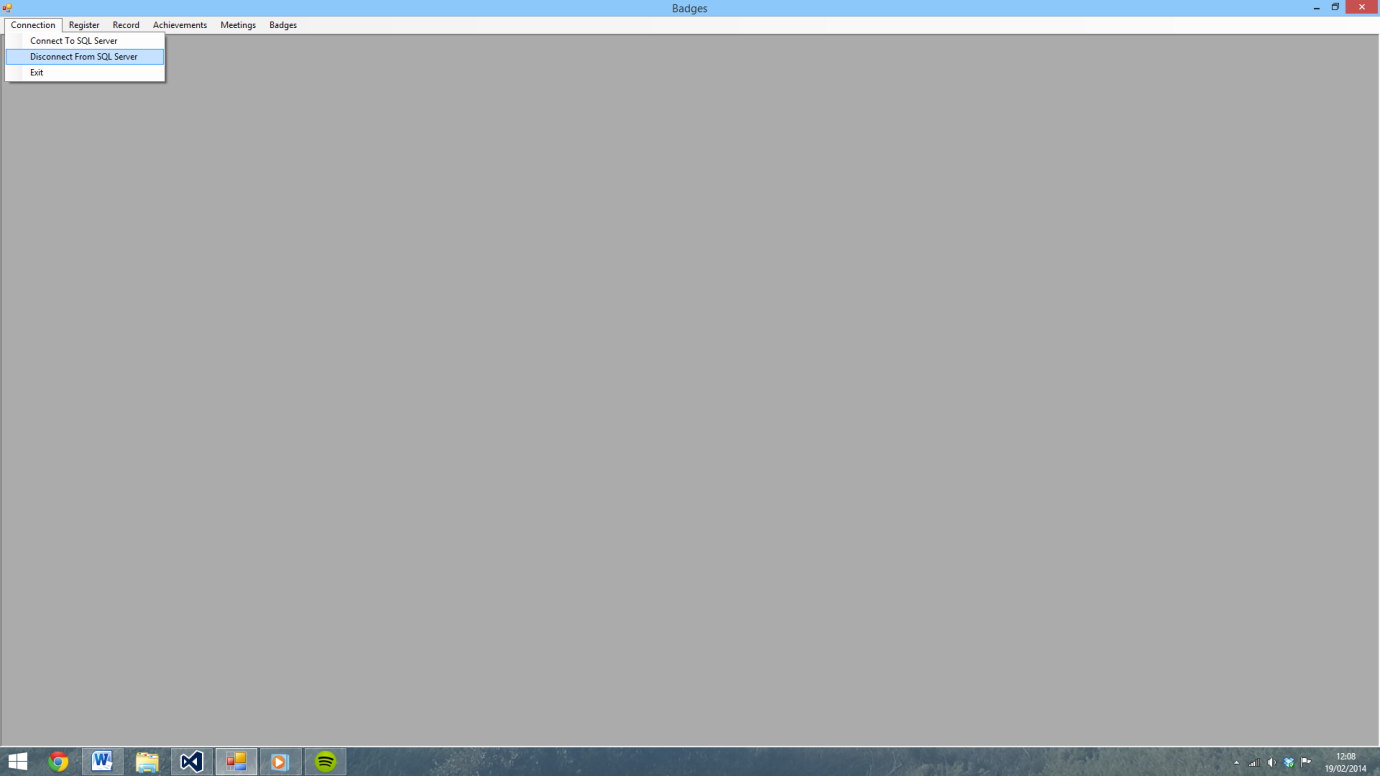 Badges
Connection Register Record Achievements Meetings Badges
Connect To SQL Server
Disconnect From SQL Server
Exit
12:08
19/02/2014